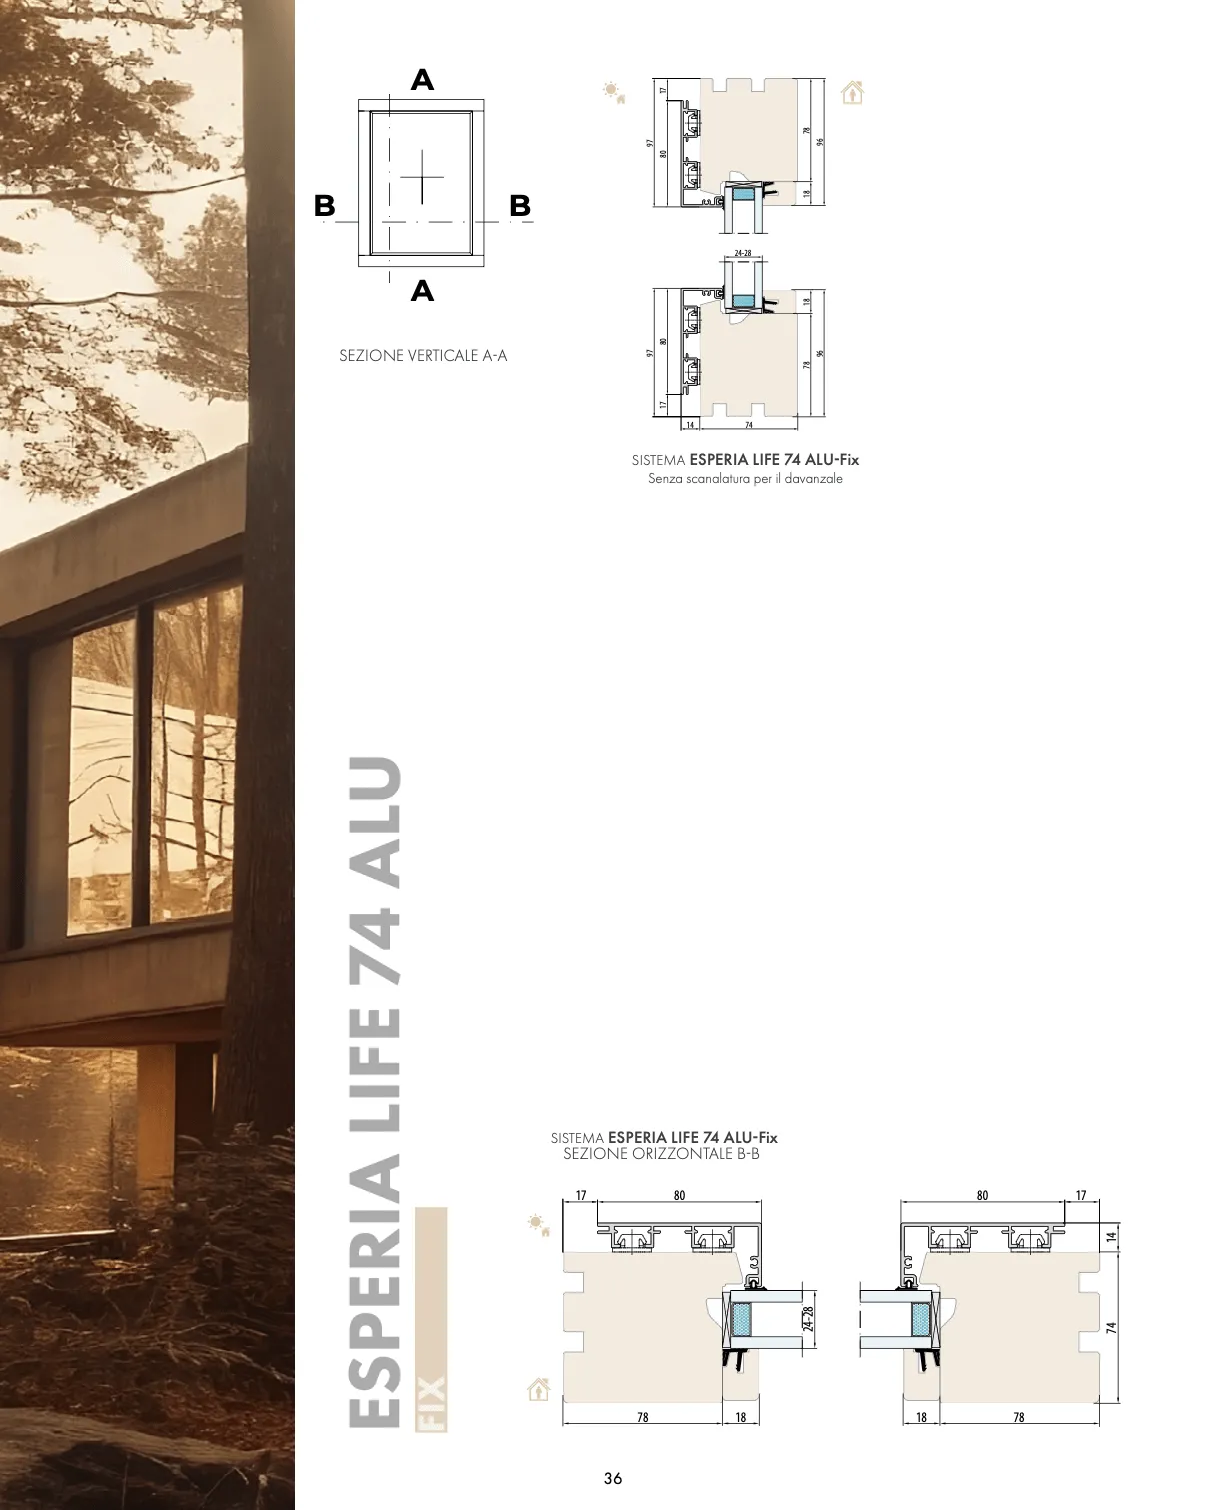 A
B
B
A
SEZIONE VERTICALE A-A
17
97
80
78
96
18
24-28
18
80
97
96
78
17
14
74
SISTEMA ESPERIA LIFE 74 ALU-Fix
Senza scanalatura per il davanzale
ESPERIA LIFE 74 ALU
FIX
SISTEMA ESPERIA LIFE 74 ALU-Fix
SEZIONE ORIZZONTALE B-B
17
80
80
17
14
24-28
74
78
18
18
78
36